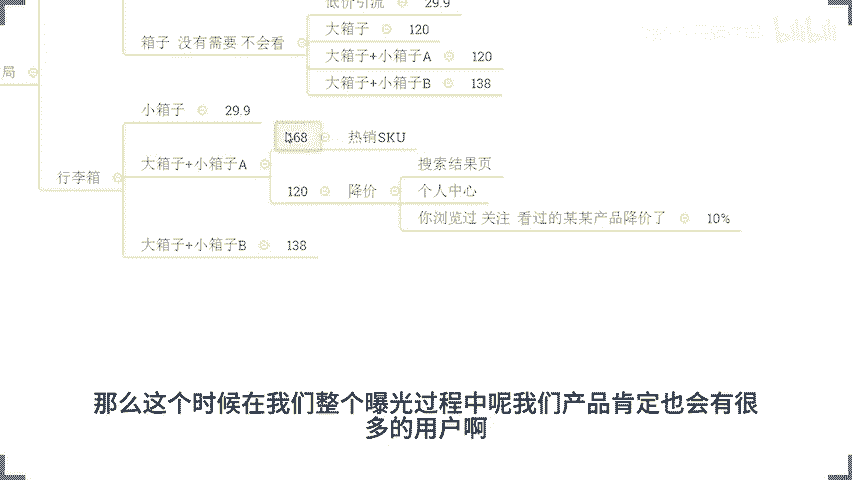 低价引流 29.9
大箱子 120
箱子 没有需要 不会看
大箱子+小箱子A 120
大箱子+小箱子B 138
局
小箱子 29.9
168 热销SKU
大箱子+小箱子A
搜索结果页
行李箱
120 降价 个人中心
你浏览过 关注 看过的某某产品降价了 10%
大箱子+小箱子B 138
那么这个时候在我们整个曝光过程中呢我们产品肯定也会有很
多的用户啊